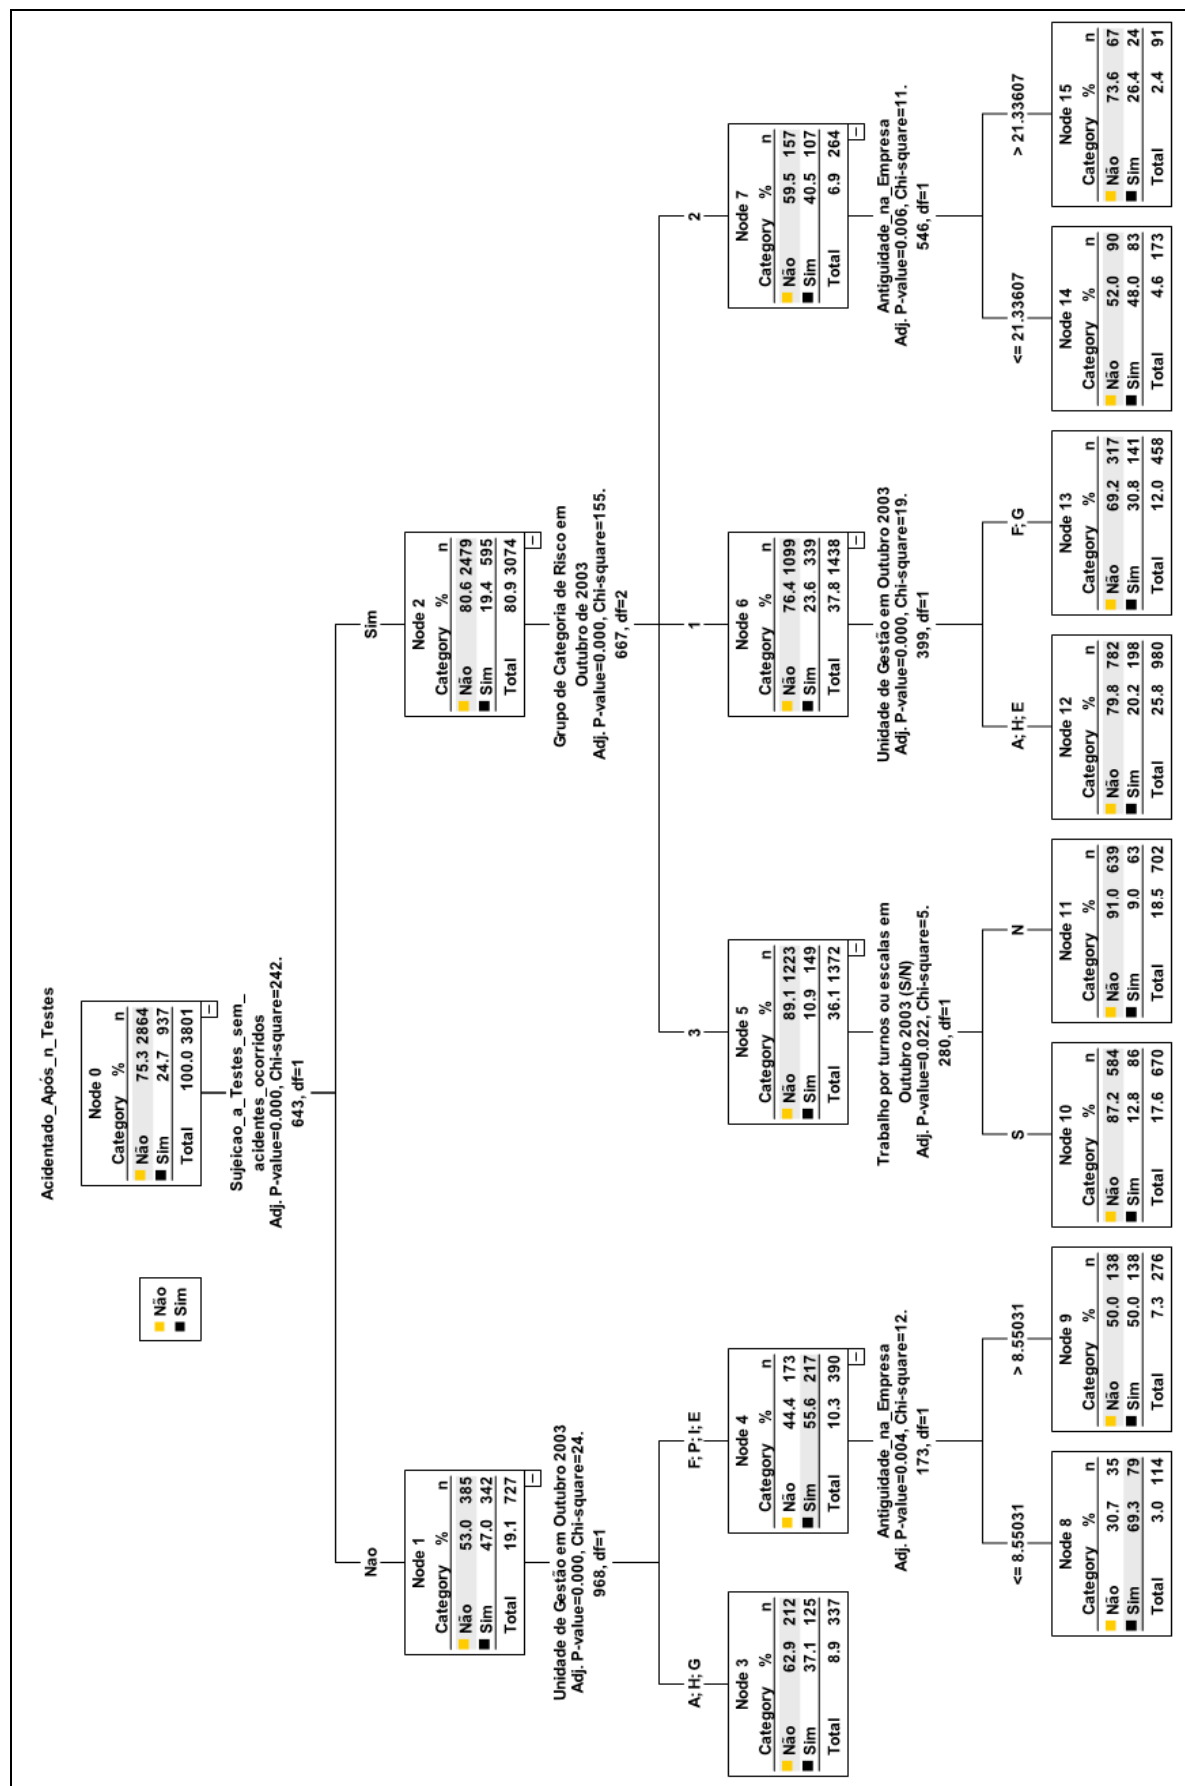 Acidentado_Após_n_Testes
Não
Sim
Node 0
Category % n
Não 75.3 2864
Sim 24.7 937
Total 100.0 3801
Sujeicao_a_Testes_sem_
acidentes_ocorridos
Adj. P-value=0.000, Chi-square=242.
643, df=1
Nao
Sim
Node 1
Category % n
Não 53.0 385
Sim 47.0 342
Total 19.1 727
Unidade de Gestão em Outubro 2003
Adj. P-value=0.000, Chi-square=24.
968, df=1
Node 2
Category % n
Não 80.6 2479
Sim 19.4 595
Total 80.9 3074
Grupo de Categoria de Risco em
Outubro de 2003
Adj. P-value=0.000, Chi-square=155.
667, df=2
A; H; G
F; P; I; E
3
1
2
Node 3
Category % n
Não 62.9 212
Sim 37.1 125
Total 8.9 337
Node 4
Category % n
Não 44.4 173
Sim 55.6 217
Total 10.3 390
Antiguidade_na_Empresa
Adj. P-value=0.004, Chi-square=12.
173, df=1
Node 5
Category % n
Não 89.1 1223
Sim 10.9 149
Total 36.1 1372
Trabalho por turnos ou escalas em
Outubro 2003 (S/N)
Adj. P-value=0.022, Chi-square=5.
280, df=1
Node 6
Category % n
Não 76.4 1099
Sim 23.6 339
Total 37.8 1438
Unidade de Gestão em Outubro 2003
Adj. P-value=0.000, Chi-square=19.
399, df=1
Node 7
Category % n
Não 59.5 157
Sim 40.5 107
Total 6.9 264
Antiguidade_na_Empresa
Adj. P-value=0.006, Chi-square=11.
546, df=1
<= 8.55031
> 8.55031
S
N
A; H; E
F; G
<= 21.33607
> 21.33607
Node 8
Category % n
Não 30.7 35
Sim 69.3 79
Total 3.0 114
Node 9
Category % n
Não 50.0 138
Sim 50.0 138
Total 7.3 276
Node 10
Category % n
Não 87.2 584
Sim 12.8 86
Total 17.6 670
Node 11
Category % n
Não 91.0 639
Sim 9.0 63
Total 18.5 702
Node 12
Category % n
Não 79.8 782
Sim 20.2 198
Total 25.8 980
Node 13
Category % n
Não 69.2 317
Sim 30.8 141
Total 12.0 458
Node 14
Category % n
Não 52.0 90
Sim 48.0 83
Total 4.6 173
Node 15
Category % n
Não 73.6 67
Sim 26.4 24
Total 2.4 91